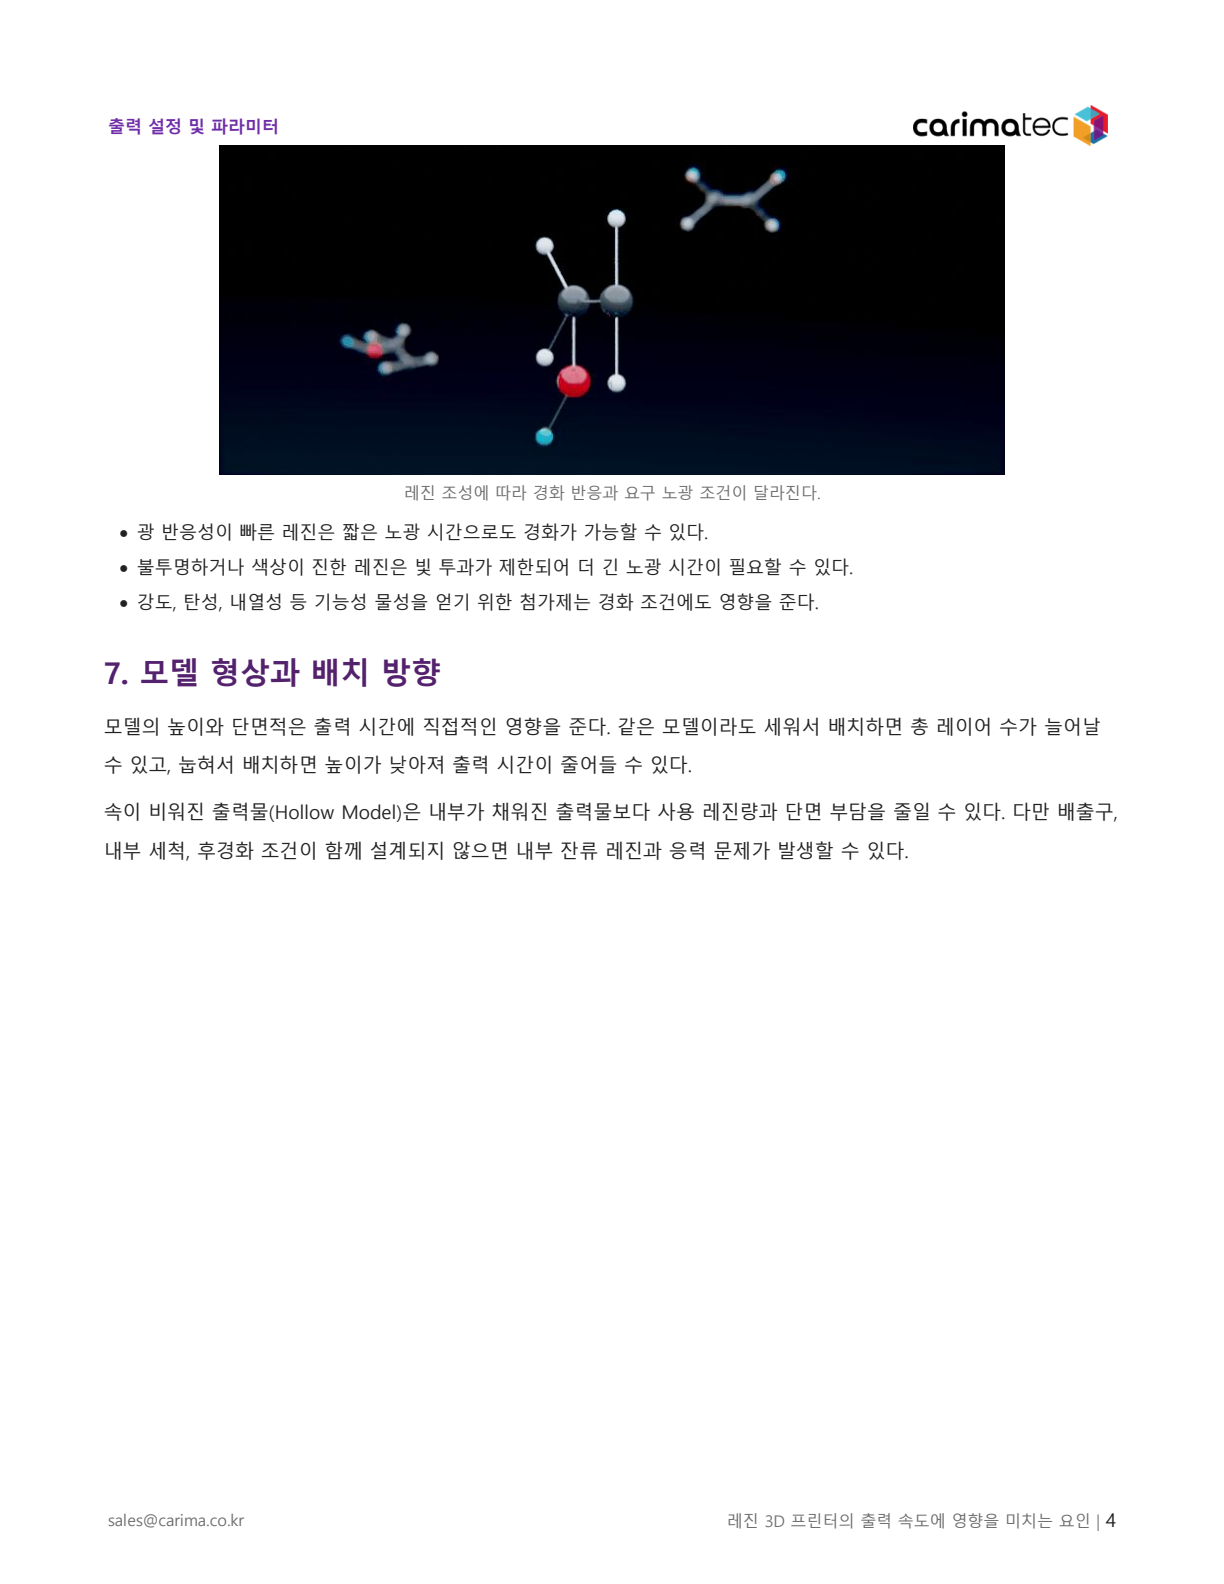 출력 설정 및 파라미터
carimatec
레진 조성에 따라 경화 반응과 요구 노광 조건이 달라진다.
● 광 반응성이 빠른 레진은 짧은 노광 시간으로도 경화가 가능할 수 있다.
● 불투명하거나 색상이 진한 레진은 빛 투과가 제한되어 더 긴 노광 시간이 필요할 수 있다.
● 강도, 탄성, 내열성 등 기능성 물성을 얻기 위한 첨가제는 경화 조건에도 영향을 준다.
7. 모델 형상과 배치 방향
모델의 높이와 단면적은 출력 시간에 직접적인 영향을 준다. 같은 모델이라도 세워서 배치하면 총 레이어 수가 늘어날
수 있고, 눕혀서 배치하면 높이가 낮아져 출력 시간이 줄어들 수 있다.
속이 비워진 출력물(Hollow Model)은 내부가 채워진 출력물보다 사용 레진량과 단면 부담을 줄일 수 있다. 다만 배출구,
내부 세척, 후경화 조건이 함께 설계되지 않으면 내부 잔류 레진과 응력 문제가 발생할 수 있다.
sales@carima.co.kr
레진 3D 프린터의 출력 속도에 영향을 미치는 요인 | 4